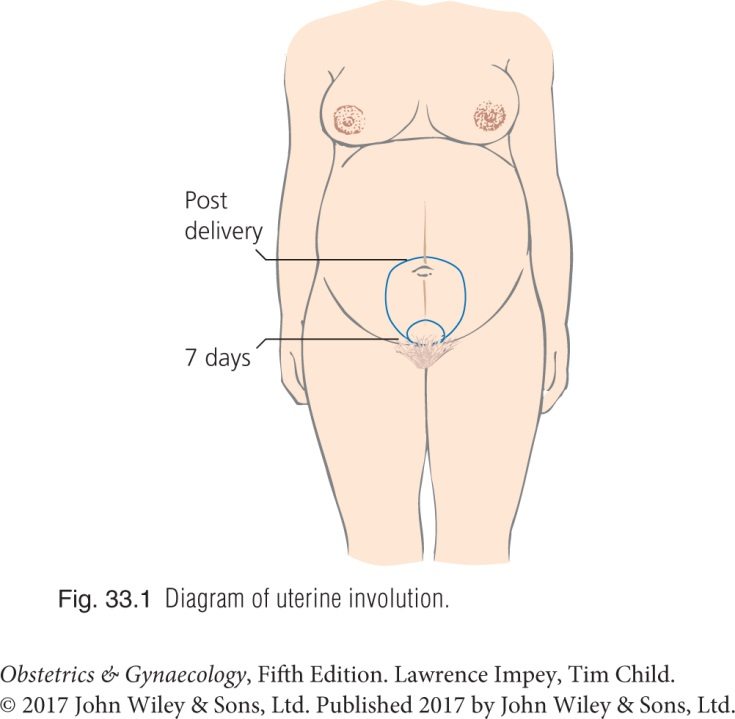 Post
delivery
7 days
Fig. 33.1 Diagram of uterine involution.
Obstetrics & Gynaecology, Fifth Edition. Lawrence Impey, Tim Child.
© 2017 John Wiley & Sons, Ltd. Published 2017 by John Wiley & Sons, Ltd.